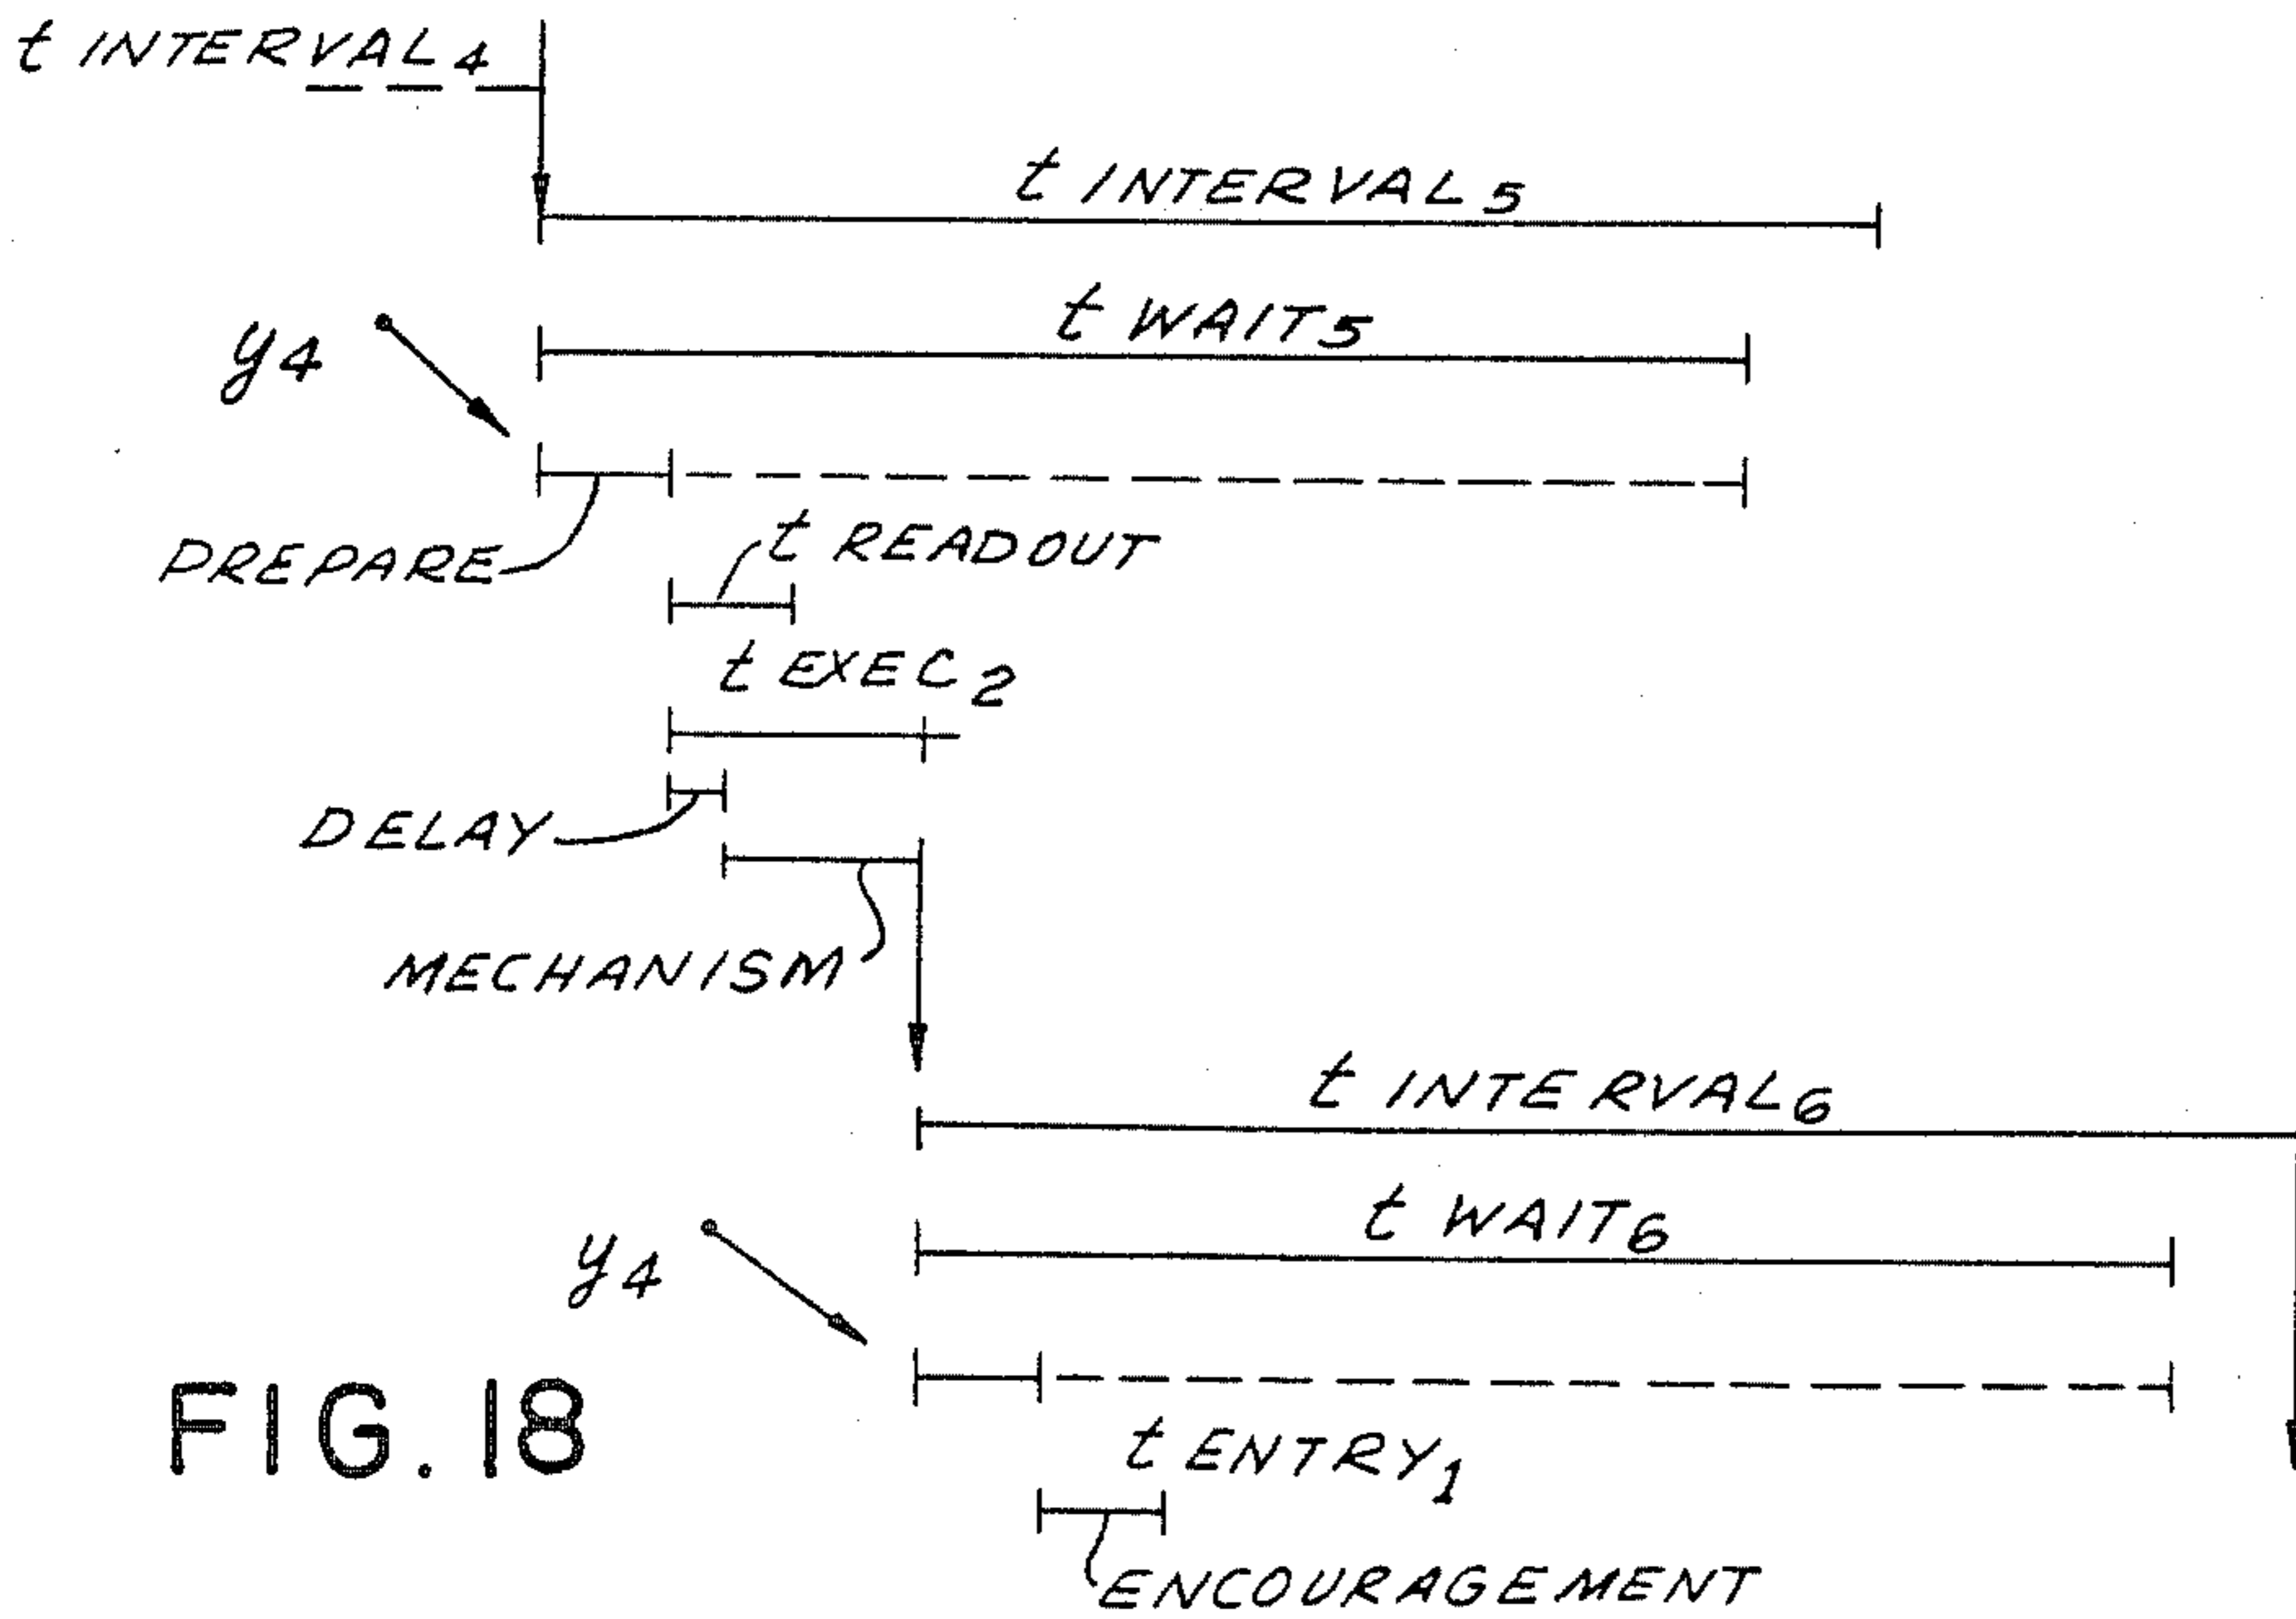 t INTERVAL4
t INTERVAL5
t WAIT5
y4
PREPARE
t READOUT
t EXEC2
DELAY
MECHANISM
t INTERVAL6
t WAIT6
y4
t ENTRY1
ENCOURAGEMENT
FIG. 18